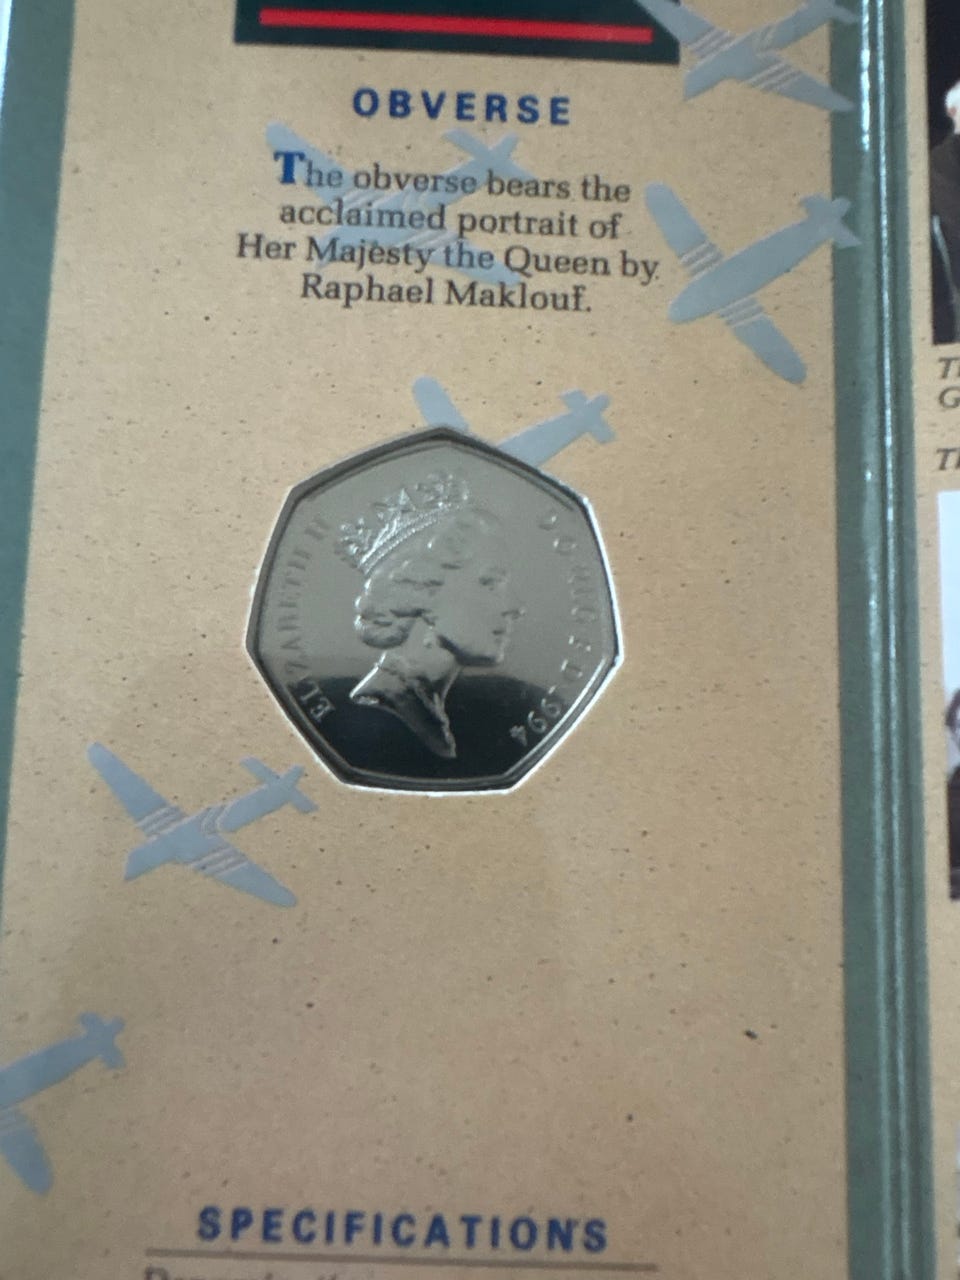 OBVERSE
The obverse bears the
acclaimed portrait of
Her Majesty the Queen by
Raphael Maklouf.
ELIZABETH II
D·G·REG·F·D·1994
SPECIFICATIONS